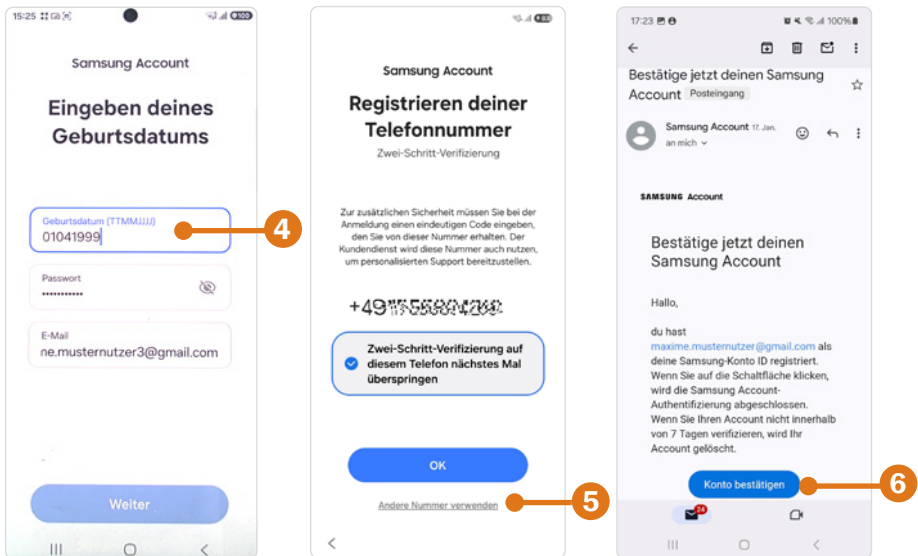 15:25
100
Samsung Account
Eingeben deines
Geburtsdatums
Geburtsdatum (TTMMJJJJ)
01041999
4
Passwort
•••••••••••
E-Mail
ne.musternutzer3@gmail.com
Weiter
Samsung Account
Registrieren deiner
Telefonnummer
Zwei-Schritt-Verifizierung
Zur zusätzlichen Sicherheit müssen Sie bei der
Anmeldung einen eindeutigen Code eingeben,
den Sie von dieser Nummer erhalten. Der
Kundendienst wird diese Nummer auch nutzen,
um personalisierten Support bereitzustellen.
+49
Zwei-Schritt-Verifizierung auf
diesem Telefon nächstes Mal
überspringen
OK
Andere Nummer verwenden
5
17:23
100%
Bestätige jetzt deinen Samsung
Account Posteingang
Samsung Account 17. Jan.
an mich
SAMSUNG Account
Bestätige jetzt deinen
Samsung Account
Hallo,
du hast
maxime.musternutzer@gmail.com als
deine Samsung-Konto ID registriert.
Wenn Sie auf die Schaltfläche klicken,
wird die Samsung Account-
Authentifizierung abgeschlossen.
Wenn Sie Ihren Account nicht innerhalb
von 7 Tagen verifizieren, wird Ihr
Account gelöscht.
Konto bestätigen
6
24